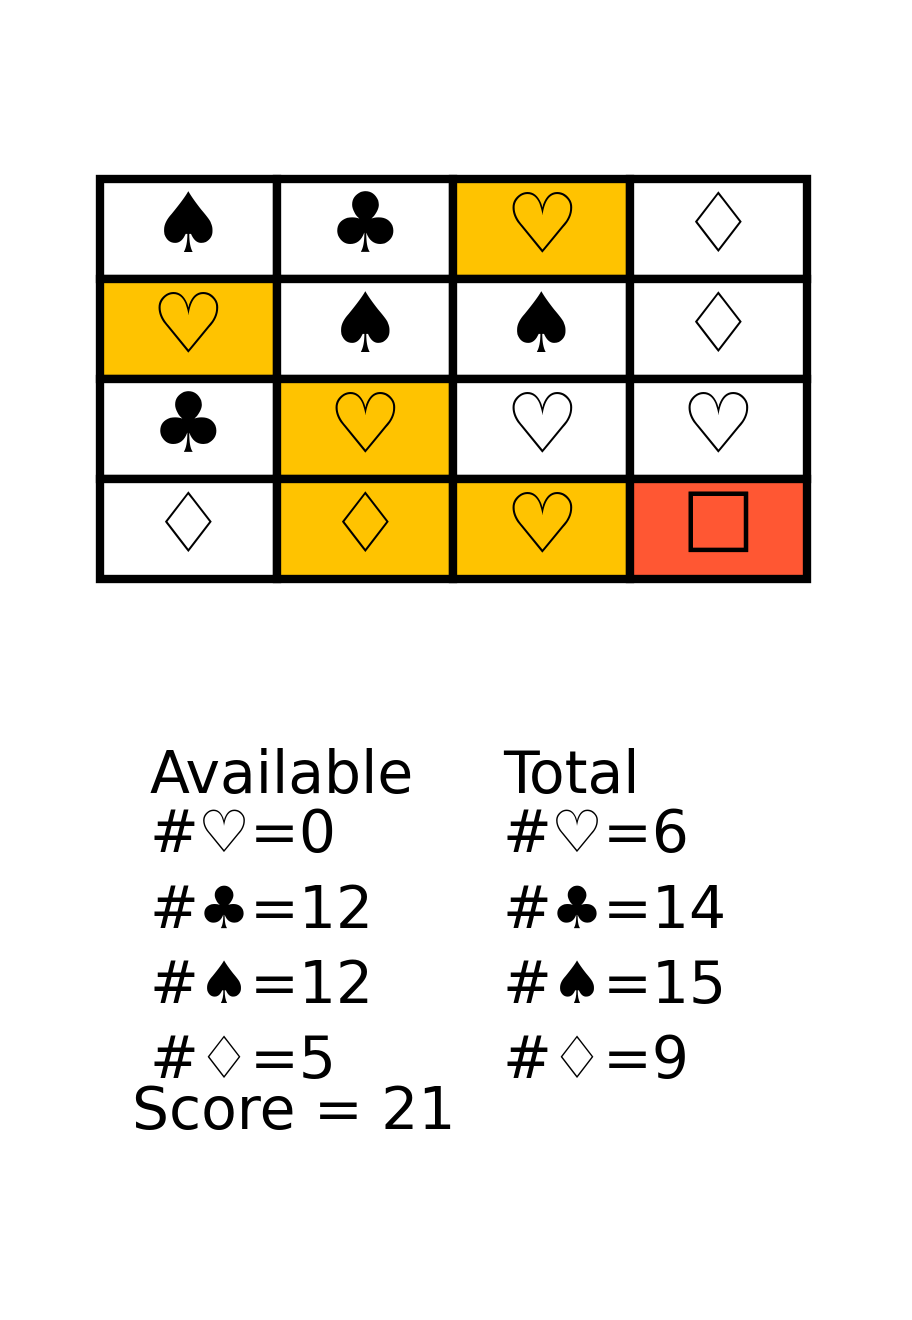 ♠ ♣ ♡ ♢
♡ ♠ ♠ ♢
♣ ♡ ♡ ♡
♢ ♢ ♡ □
Available Total
#♡=0 #♡=6
#♣=12 #♣=14
#♠=12 #♠=15
#♢=5 #♢=9
Score = 21